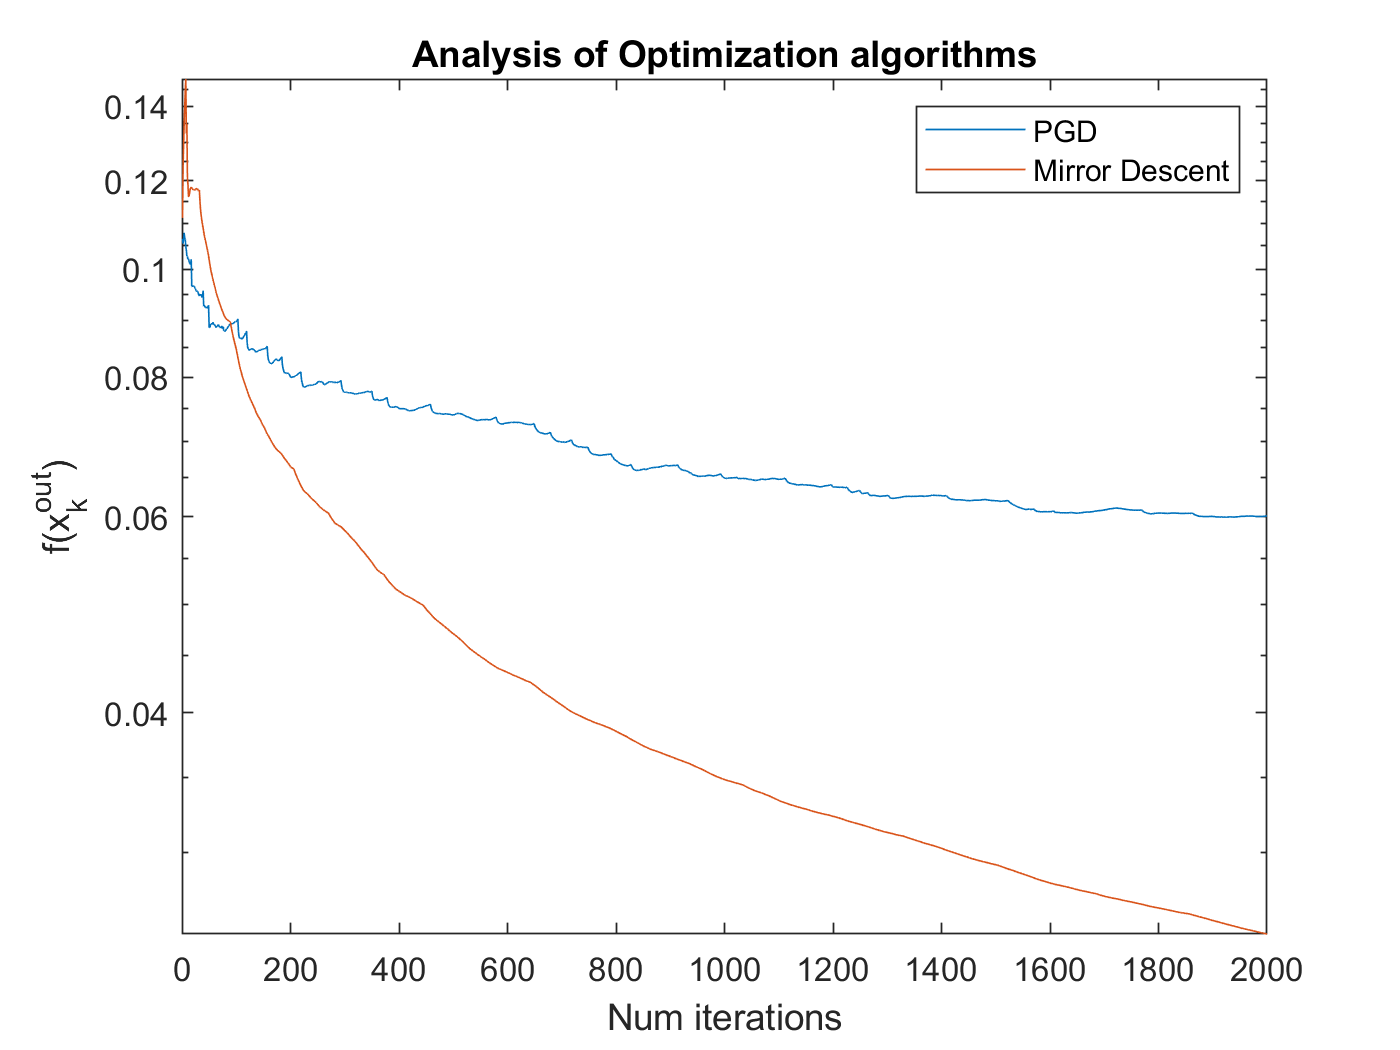 Analysis of Optimization algorithms
0.14
0.12
0.1
0.08
0.06
0.04
f(x_k^out)
PGD
Mirror Descent
0 200 400 600 800 1000 1200 1400 1600 1800 2000
Num iterations